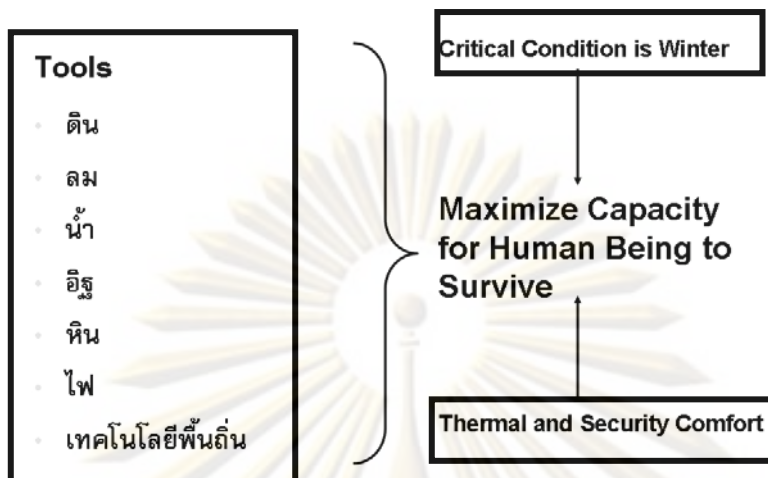 Tools
ดิน
ลม
น้ำ
อิฐ
หิน
ไฟ
เทคโนโลยีพื้นถิ่น
Critical Condition is Winter
Maximize Capacity
for Human Being to
Survive
Thermal and Security Comfort